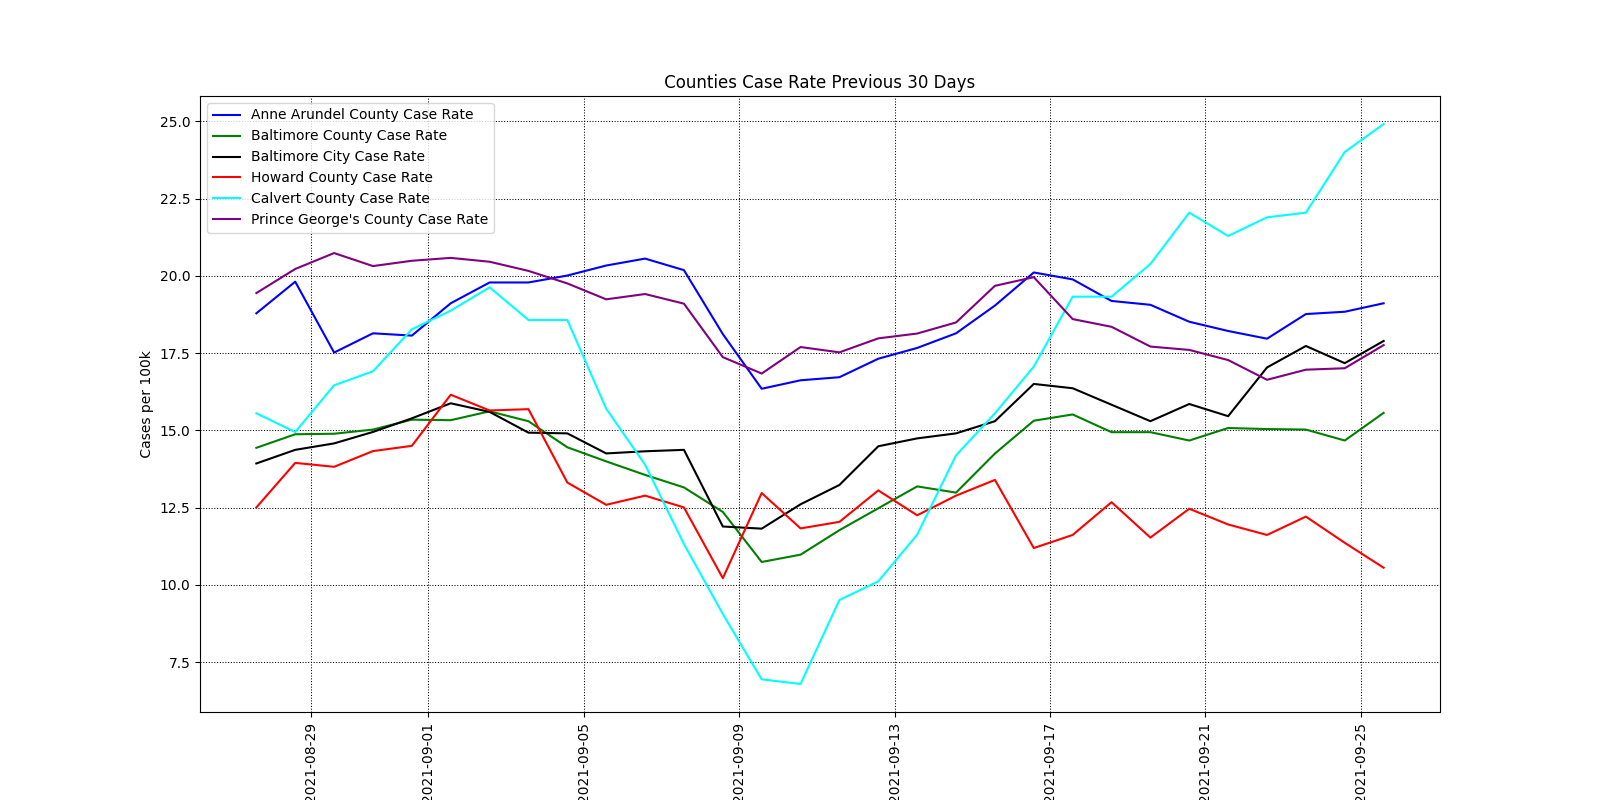 Counties Case Rate Previous 30 Days
Anne Arundel County Case Rate
Baltimore County Case Rate
Baltimore City Case Rate
Howard County Case Rate
Calvert County Case Rate
Prince George's County Case Rate
25.0
22.5
20.0
17.5
15.0
12.5
10.0
7.5
Cases per 100k
2021-08-29
2021-09-01
2021-09-05
2021-09-09
2021-09-13
2021-09-17
2021-09-21
2021-09-25